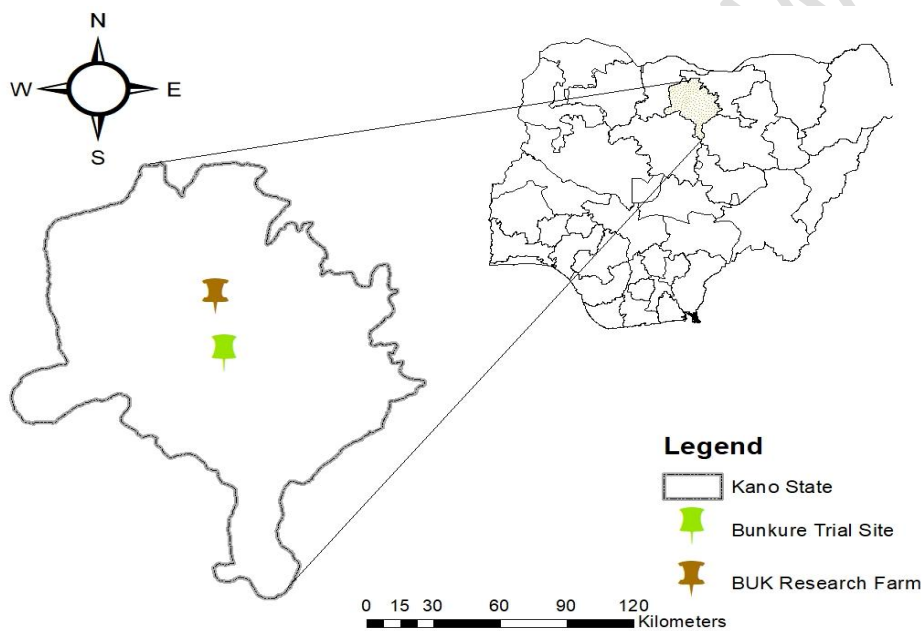 N
W E
S
Legend
Kano State
Bunkure Trial Site
BUK Research Farm
0 15 30 60 90 120
Kilometers